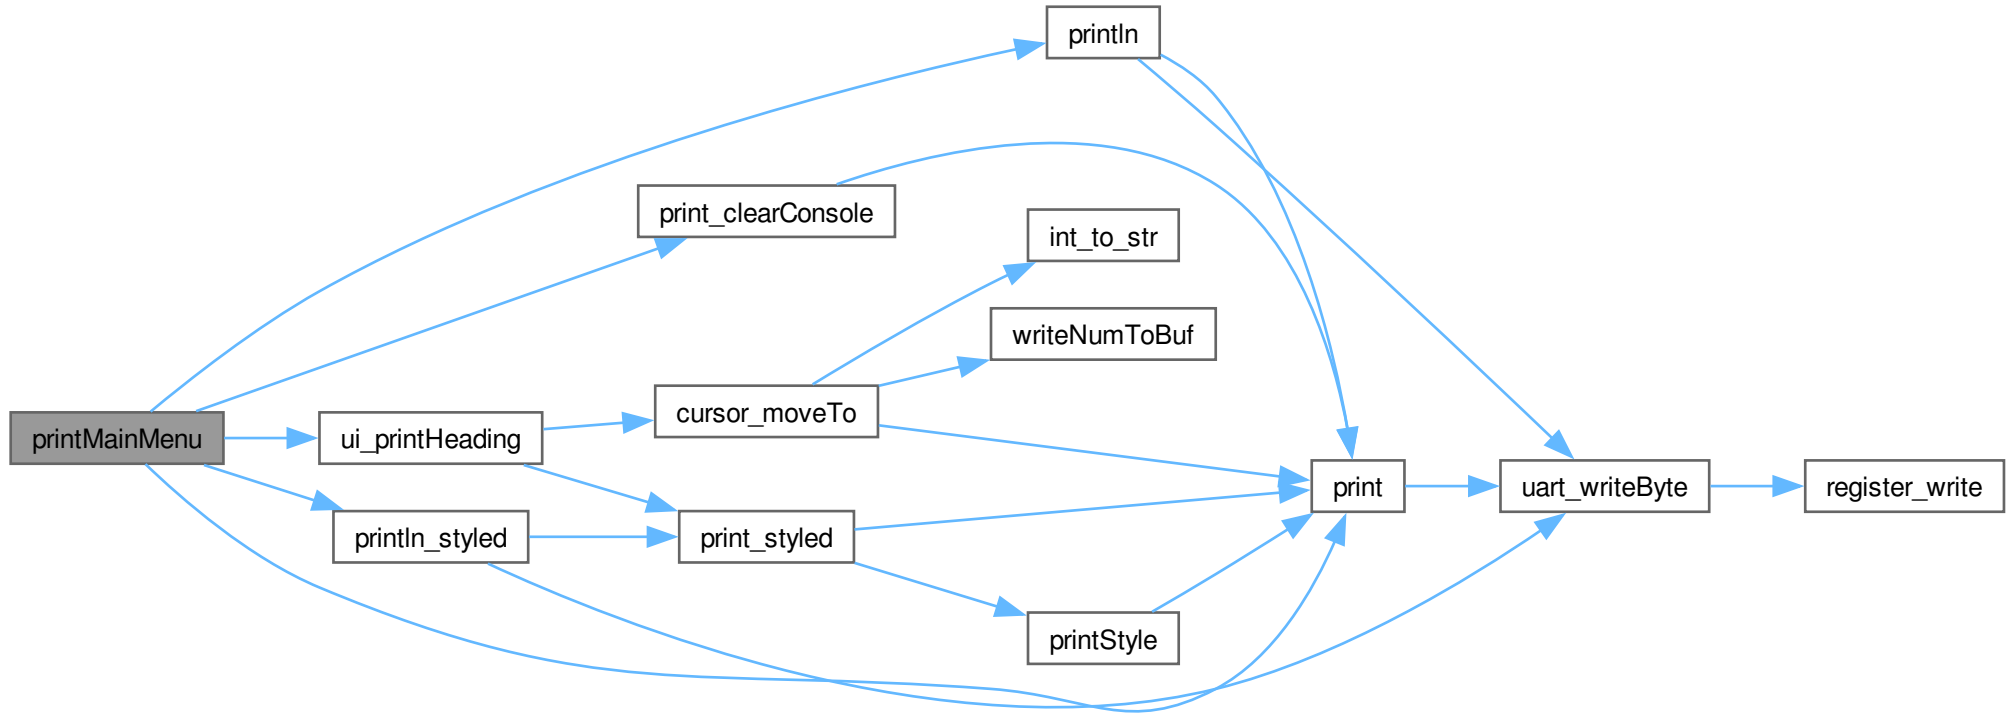 println
print_clearConsole
int_to_str
writeNumToBuf
cursor_moveTo
printMainMenu
ui_printHeading
print
uart_writeByte
register_write
println_styled
print_styled
printStyle